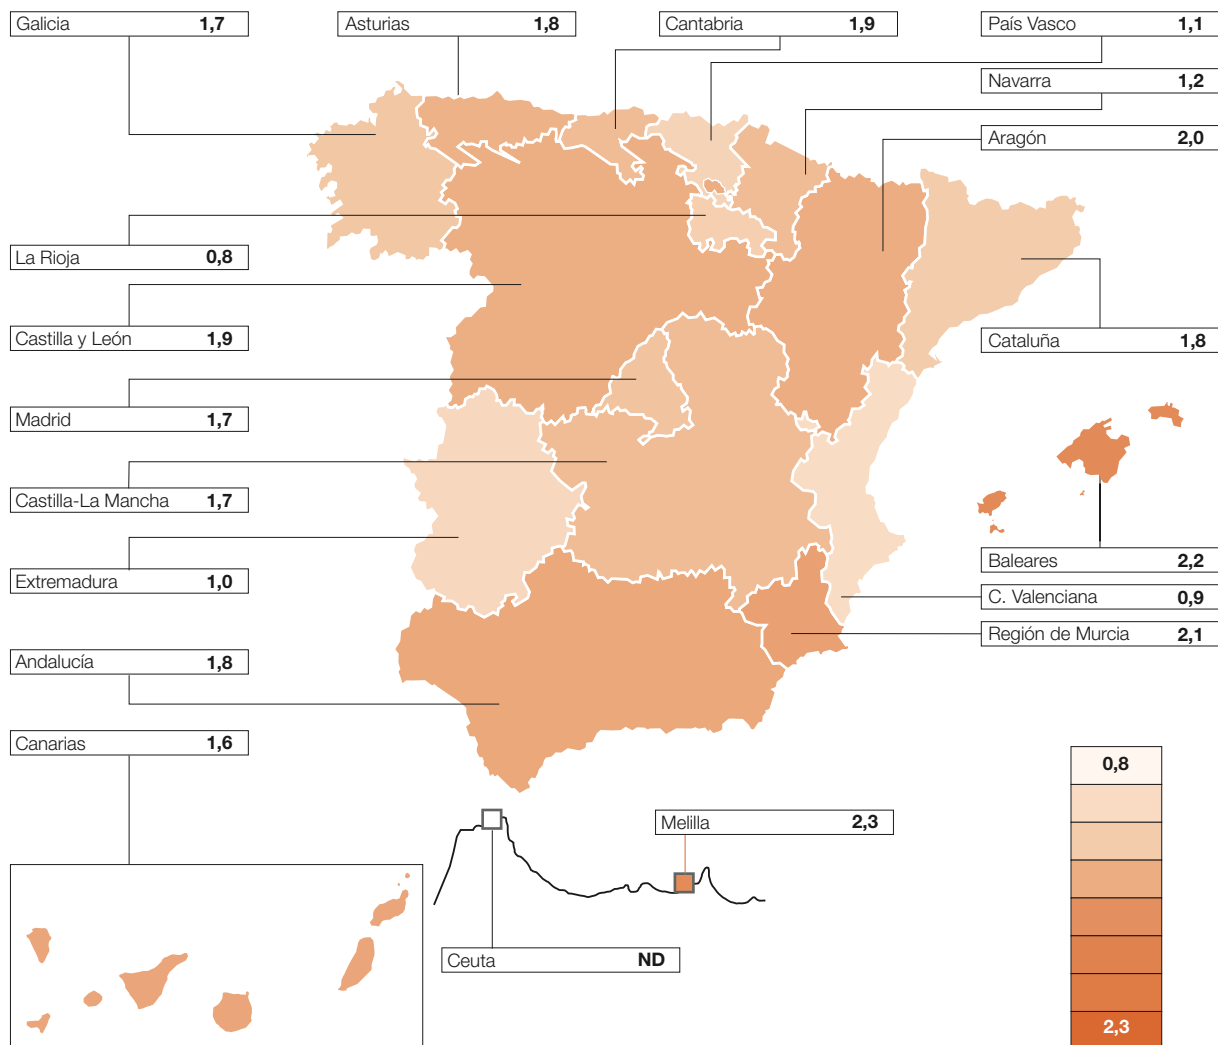 Galicia 1,7
Asturias 1,8
Cantabria 1,9
País Vasco 1,1
Navarra 1,2
Aragón 2,0
La Rioja 0,8
Castilla y León 1,9
Cataluña 1,8
Madrid 1,7
Castilla-La Mancha 1,7
Extremadura 1,0
Baleares 2,2
C. Valenciana 0,9
Región de Murcia 2,1
Andalucía 1,8
Canarias 1,6
Melilla 2,3
Ceuta ND
0,8
2,3